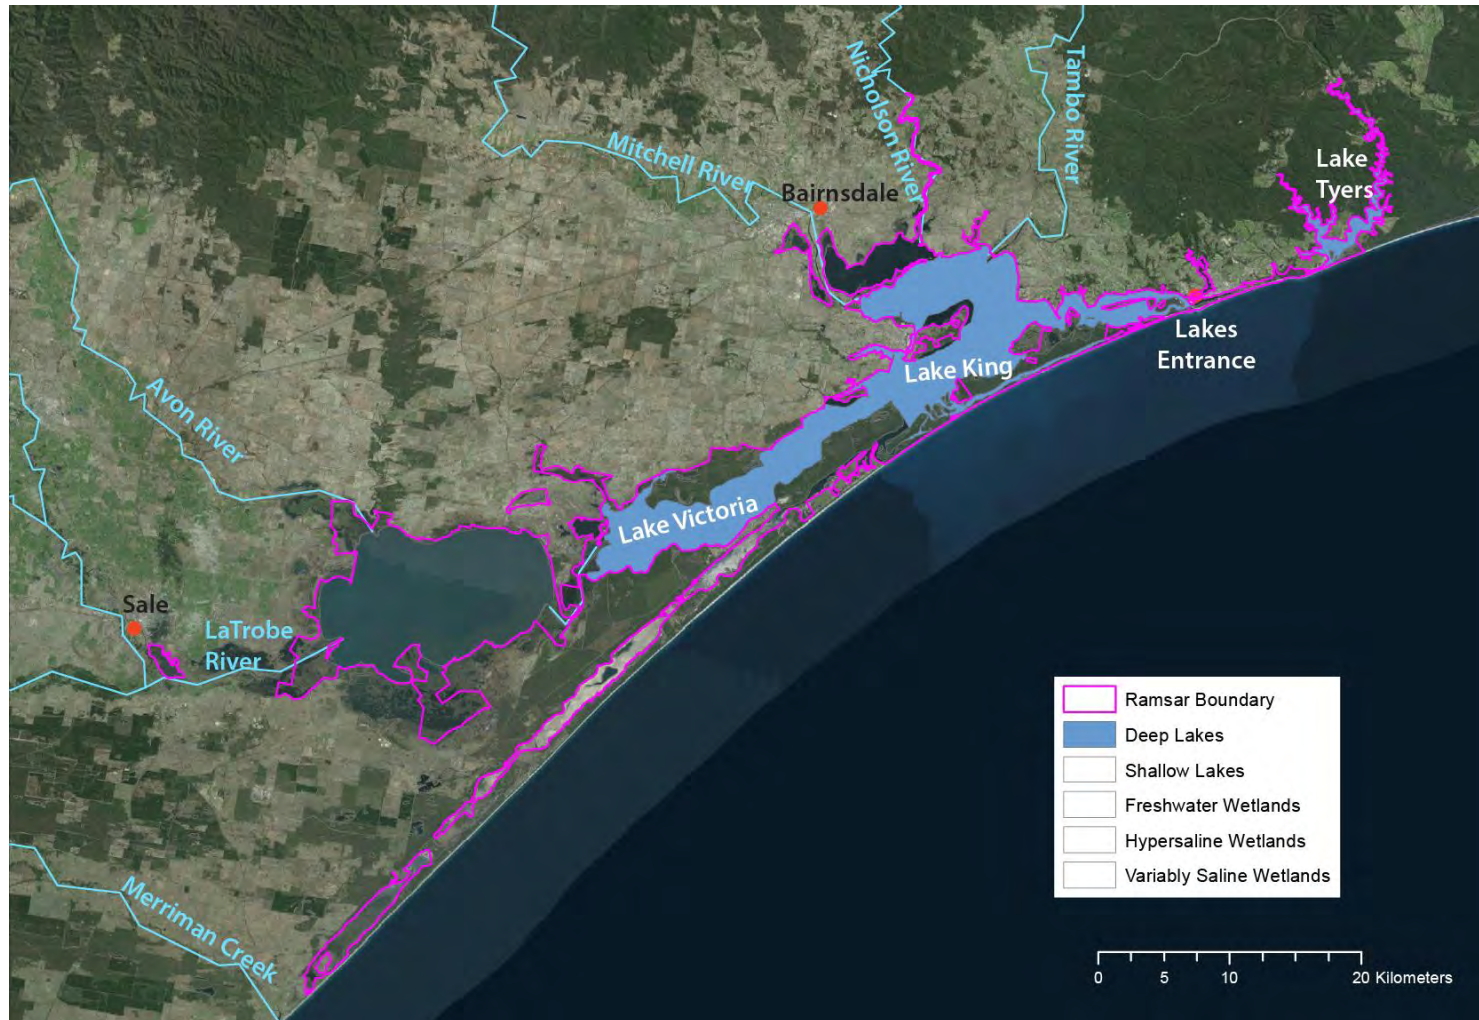 Nicholson River
Tambo River
Mitchell River
Bairnsdale
Lake
Tyers
Lakes
Entrance
Lake King
Avon River
Lake Victoria
Sale
LaTrobe
River
Merriman Creek
Ramsar Boundary
Deep Lakes
Shallow Lakes
Freshwater Wetlands
Hypersaline Wetlands
Variably Saline Wetlands
0 5 10 20 Kilometers